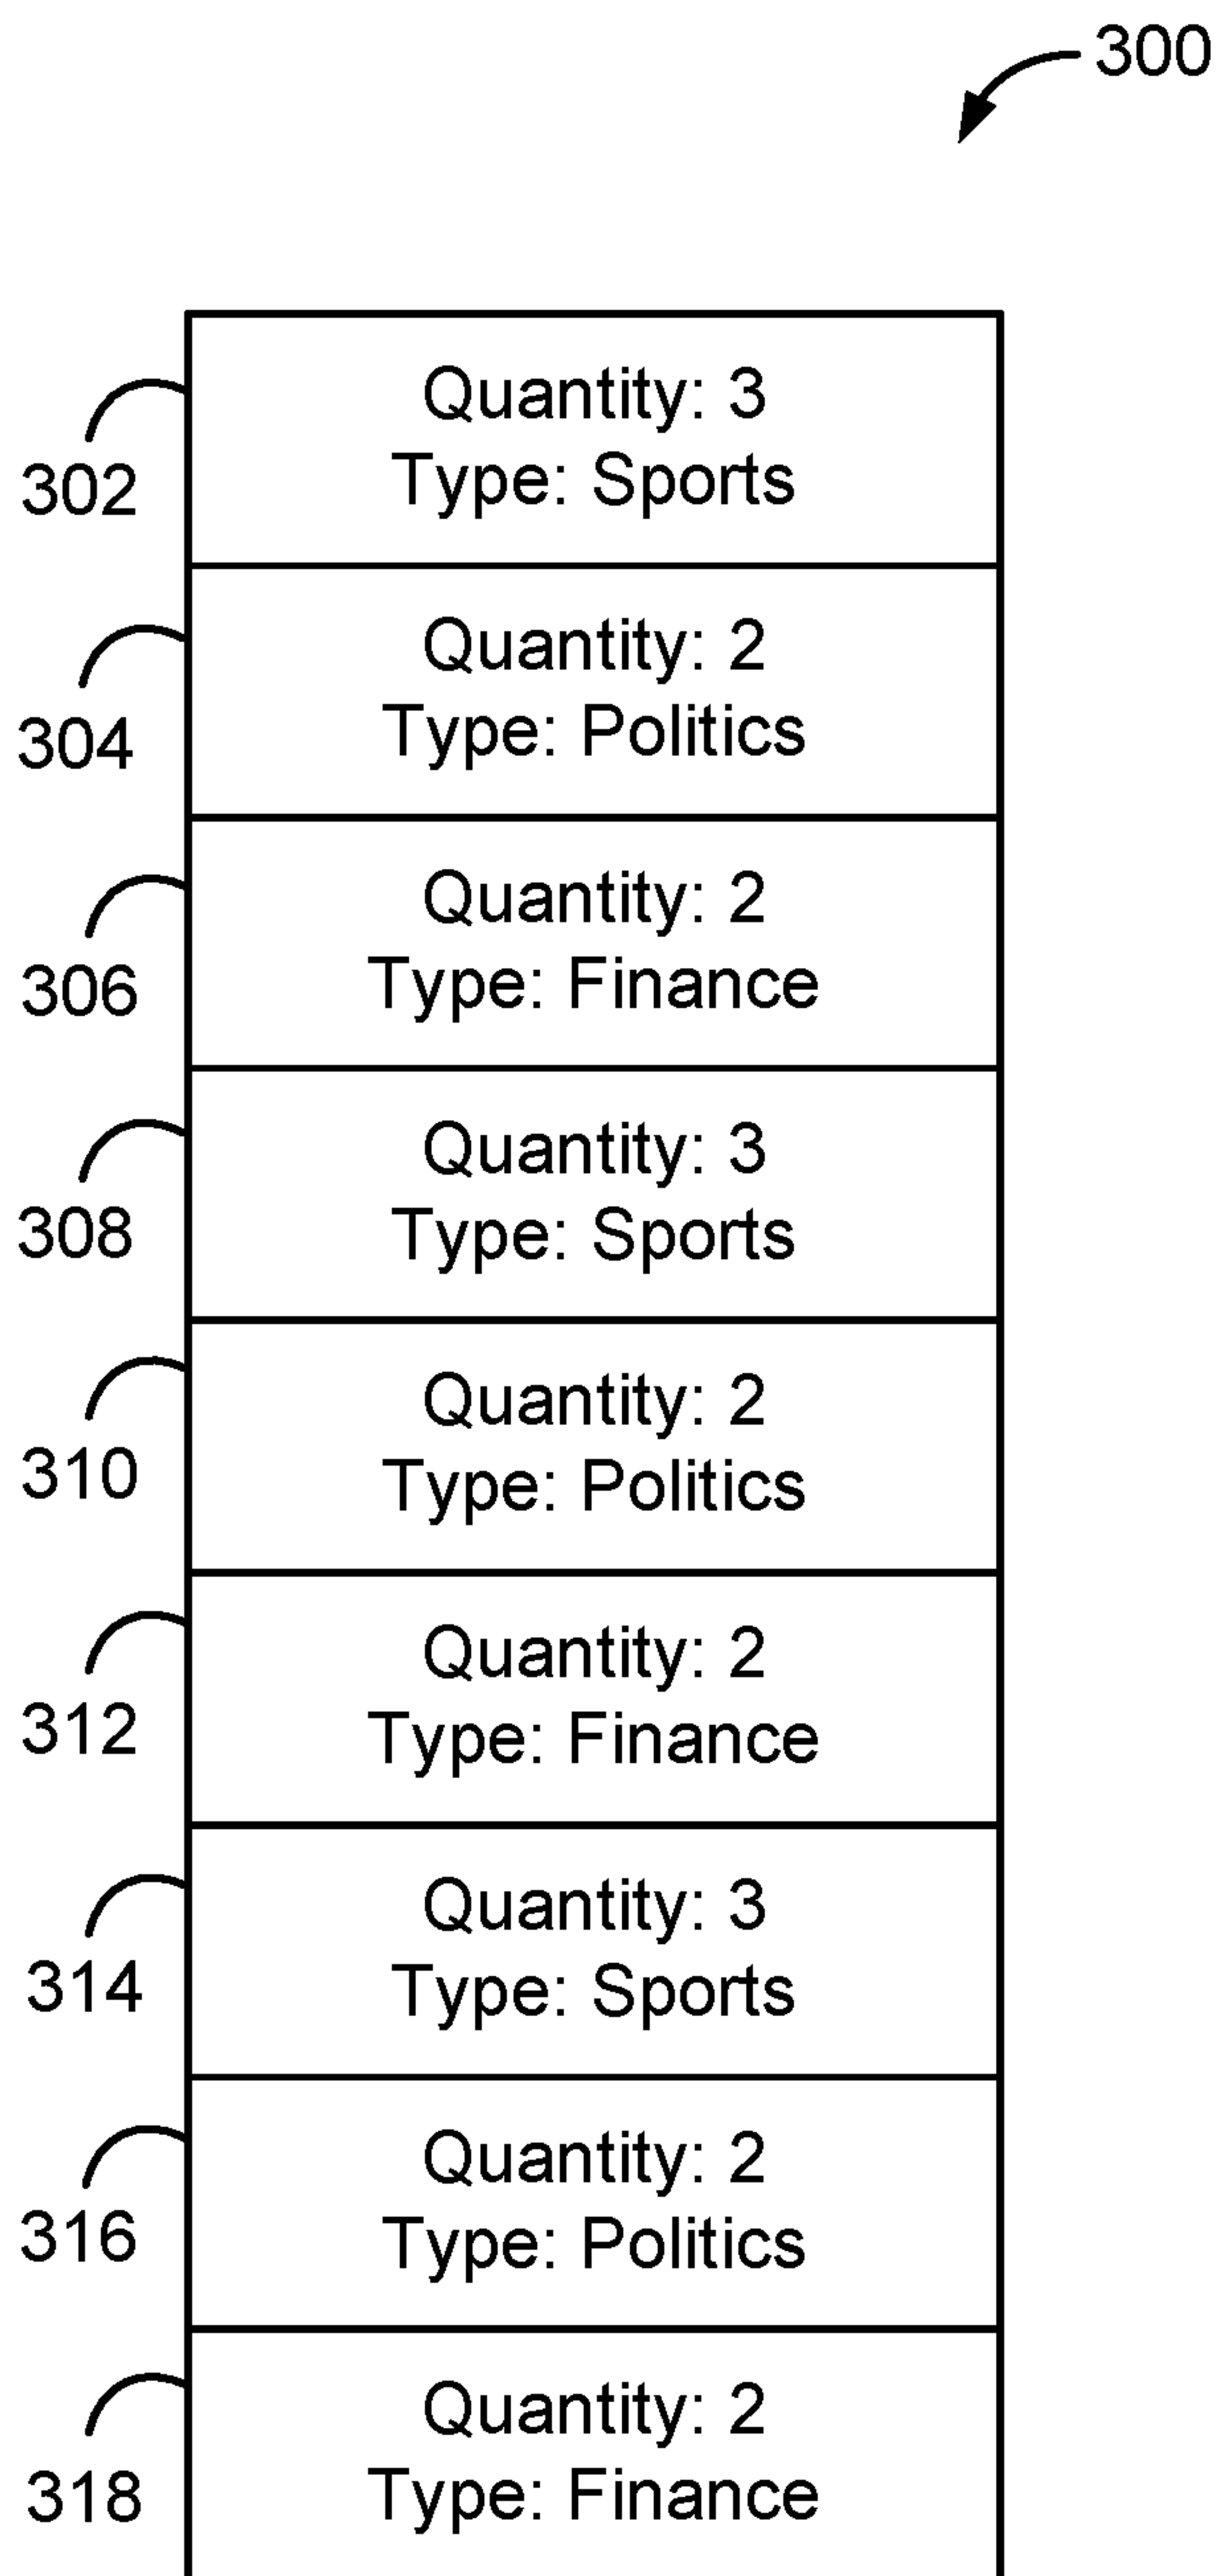 300
Quantity: 3
Type: Sports
302
Quantity: 2
Type: Politics
304
Quantity: 2
Type: Finance
306
Quantity: 3
Type: Sports
308
Quantity: 2
Type: Politics
310
Quantity: 2
Type: Finance
312
Quantity: 3
Type: Sports
314
Quantity: 2
Type: Politics
316
Quantity: 2
Type: Finance
318